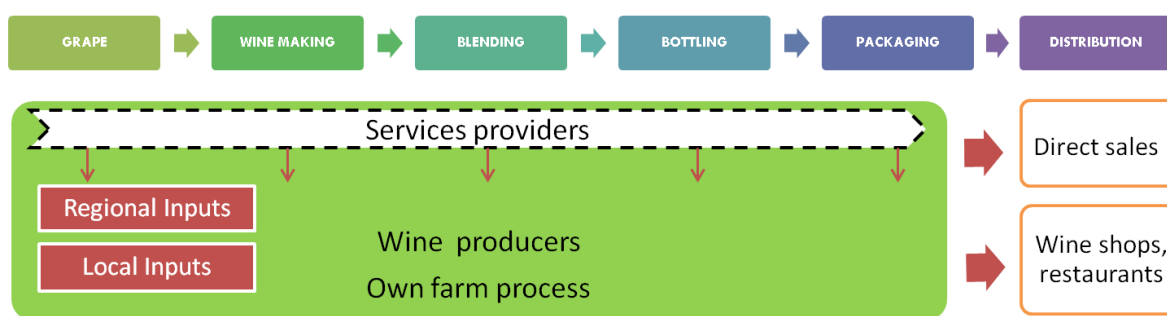 GRAPE
WINE MAKING
BLENDING
BOTTLING
PACKAGING
DISTRIBUTION
Services providers
Regional Inputs
Local Inputs
Wine producers
Own farm process
Direct sales
Wine shops,
restaurants